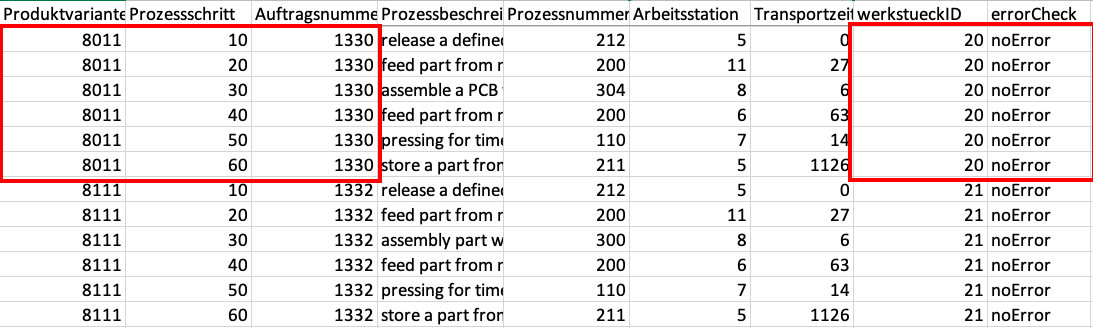 Produktvariante Prozessschritt Auftragsnumme Prozessbeschrei Prozessnummer Arbeitsstation Transportzeit werkstueckID errorCheck
8011 10 1330 release a defined 212 5 0 20 noError
8011 20 1330 feed part from r 200 11 27 20 noError
8011 30 1330 assemble a PCB 304 8 6 20 noError
8011 40 1330 feed part from r 200 6 63 20 noError
8011 50 1330 pressing for time 110 7 14 20 noError
8011 60 1330 store a part from 211 5 1126 20 noError
8111 10 1332 release a defined 212 5 0 21 noError
8111 20 1332 feed part from r 200 11 27 21 noError
8111 30 1332 assembly part w 300 8 6 21 noError
8111 40 1332 feed part from r 200 6 63 21 noError
8111 50 1332 pressing for time 110 7 14 21 noError
8111 60 1332 store a part from 211 5 1126 21 noError